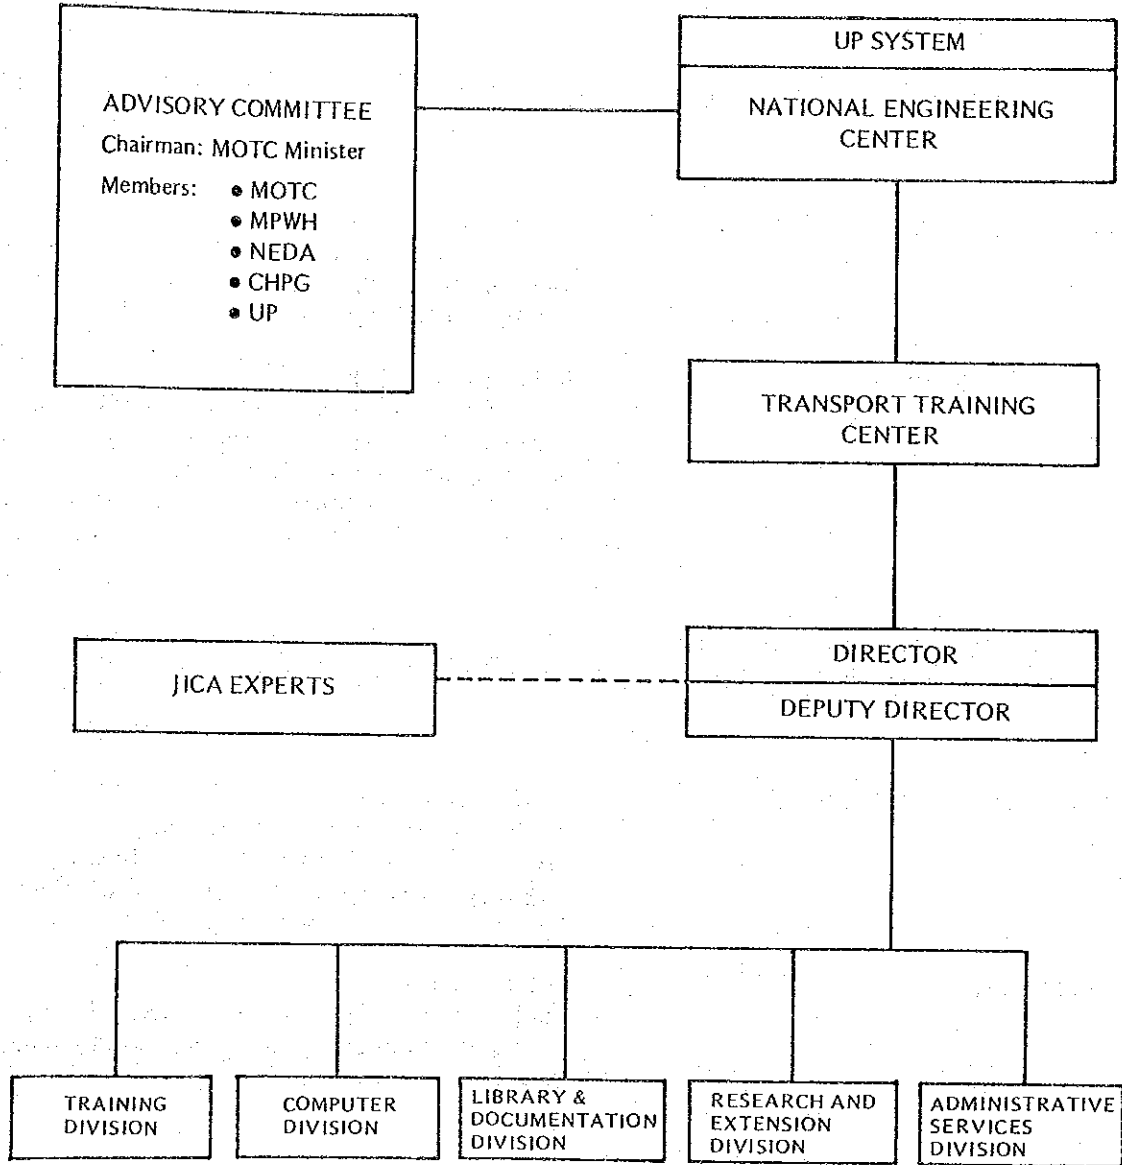 ADVISORY COMMITTEE
Chairman: MOTC Minister
Members:
• MOTC
• MPWH
• NEDA
• CHPG
• UP
UP SYSTEM
NATIONAL ENGINEERING
CENTER
TRANSPORT TRAINING
CENTER
JICA EXPERTS
DIRECTOR
DEPUTY DIRECTOR
TRAINING
DIVISION
COMPUTER
DIVISION
LIBRARY &
DOCUMENTATION
DIVISION
RESEARCH AND
EXTENSION
DIVISION
ADMINISTRATIVE
SERVICES
DIVISION